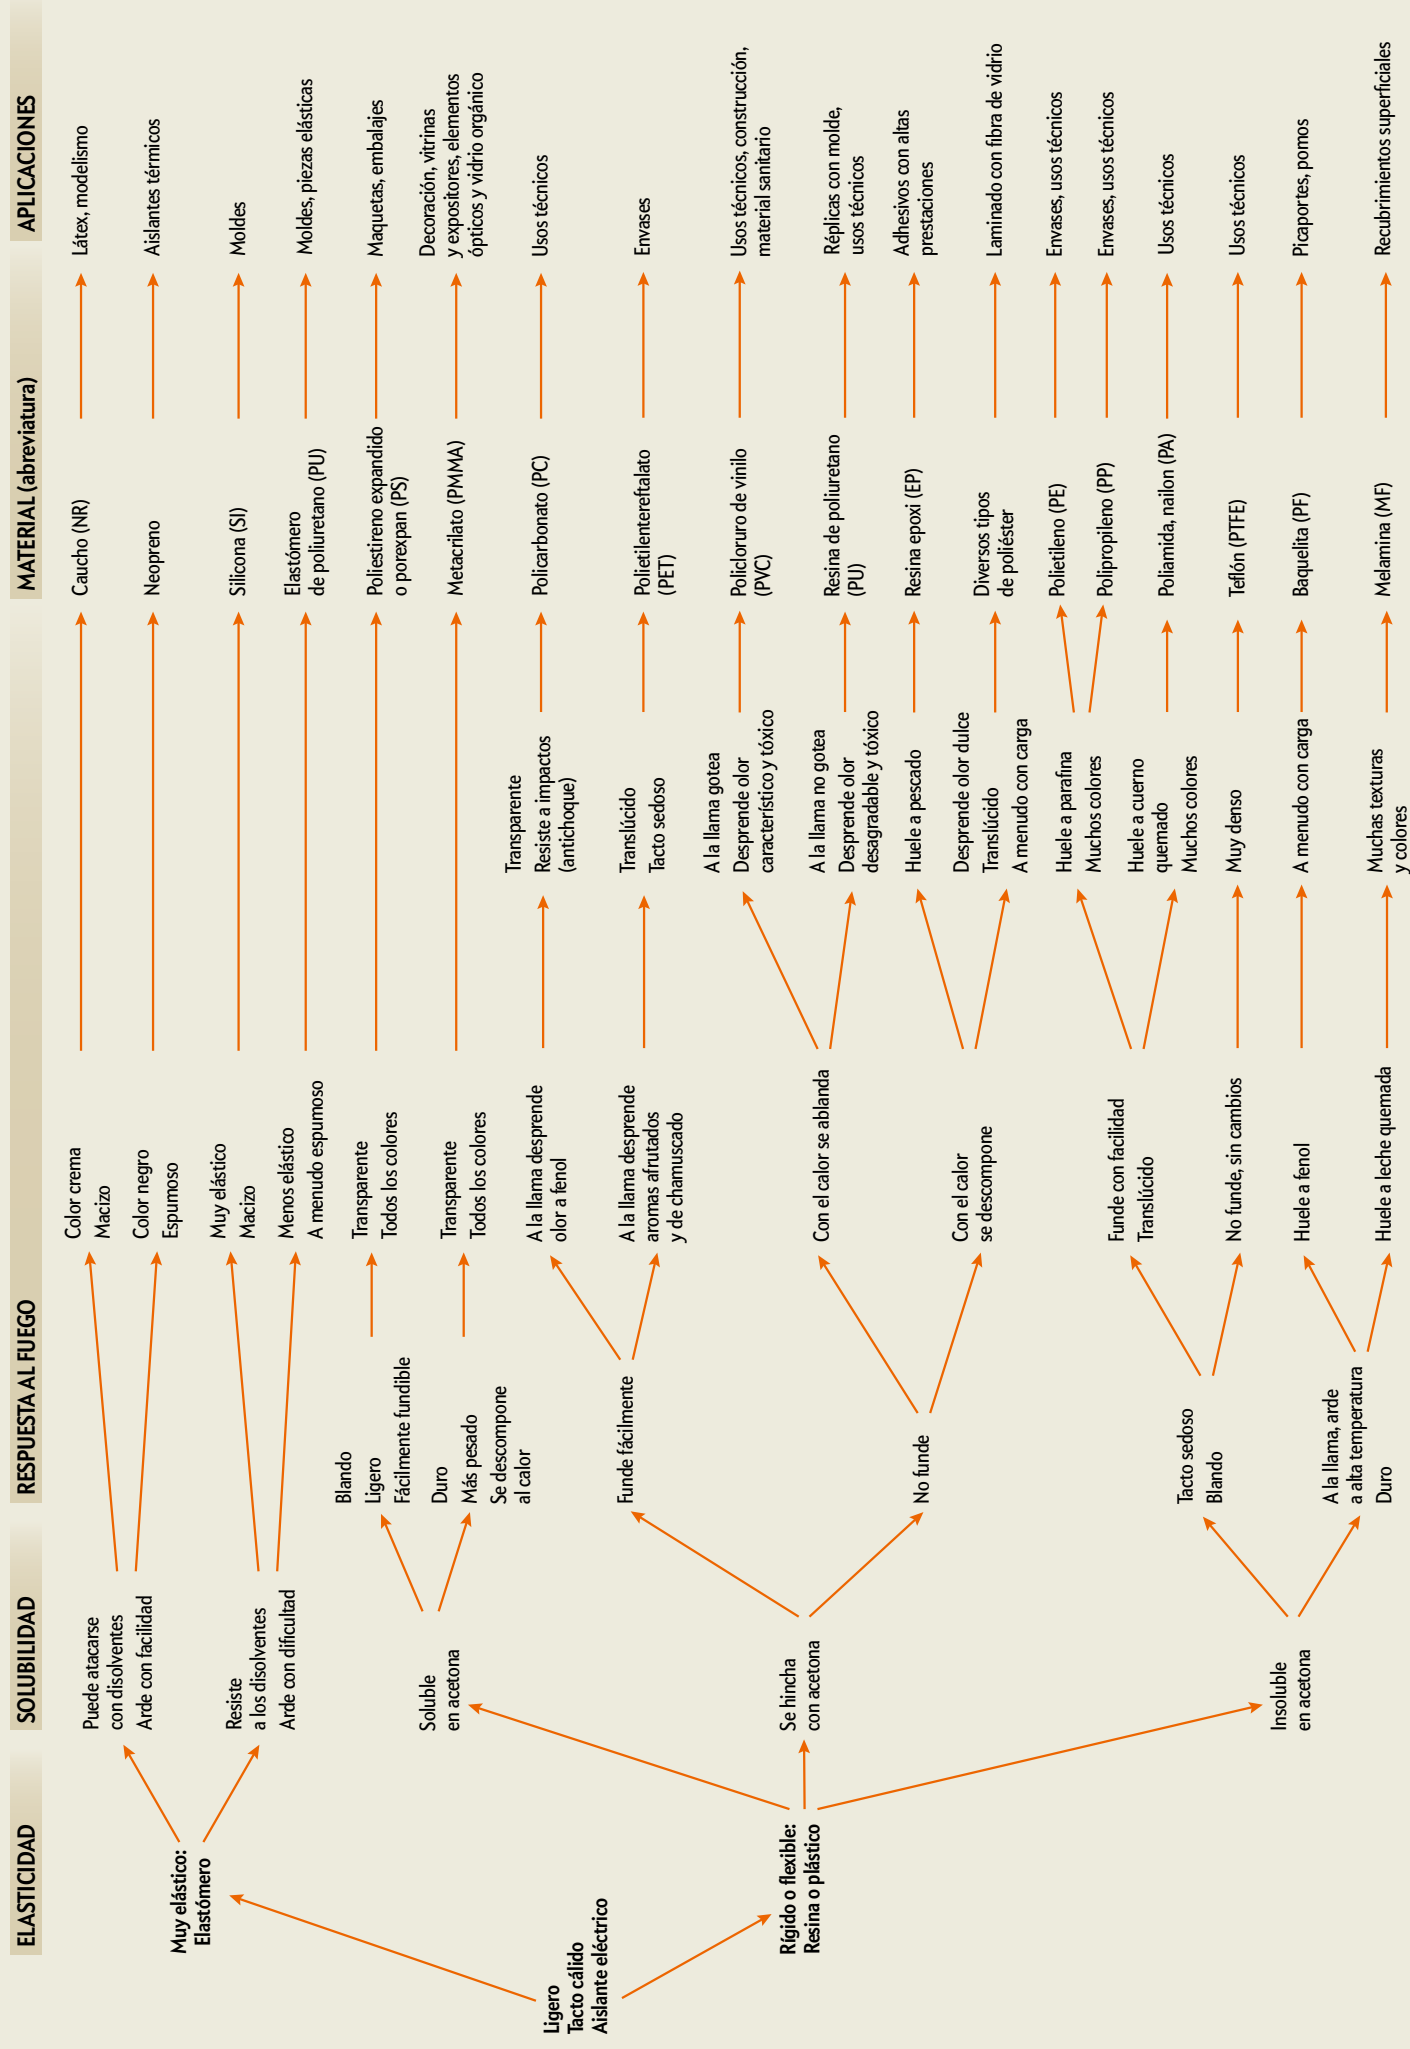 ELASTICIDAD
SOLUBILIDAD
RESPUESTA AL FUEGO
MATERIAL (abreviatura)
APLICACIONES
Ligero
Tacto cálido
Aislante eléctrico
Muy elástico:
Elastómero
Rígido o flexible:
Resina o plástico
Puede atacarse
con disolventes
Arde con facilidad
Resiste
a los disolventes
Arde con dificultad
Soluble
en acetona
Se hincha
con acetona
Insoluble
en acetona
Blando
Ligero
Fácilmente fundible
Duro
Más pesado
Se descompone
al calor
Funde fácilmente
No funde
Tacto sedoso
Blando
A la llama, arde
a alta temperatura
Duro
Color crema
Macizo
Color negro
Espumoso
Muy elástico
Macizo
Menos elástico
A menudo espumoso
Transparente
Todos los colores
Transparente
Todos los colores
A la llama desprende
olor a fenol
A la llama desprende
aromas afrutados
y de chamuscado
Con el calor se ablanda
Con el calor
se descompone
Funde con facilidad
Translúcido
No funde, sin cambios
Huele a fenol
Huele a leche quemada
Transparente
Resiste a impactos
(antichoque)
Translúcido
Tacto sedoso
A la llama gotea
Desprende olor
característico y tóxico
A la llama no gotea
Desprende olor
desagradable y tóxico
Huele a pescado
Desprende olor dulce
Translúcido
A menudo con carga
Huele a parafina
Muchos colores
Huele a cuerno
quemado
Muchos colores
Muy denso
A menudo con carga
Muchas texturas
y colores
Caucho (NR)
Neopreno
Silicona (SI)
Elastómero
de poliuretano (PU)
Poliestireno expandido
o porexpan (PS)
Metacrilato (PMMA)
Policarbonato (PC)
Polietilentereftalato
(PET)
Policloruro de vinilo
(PVC)
Resina de poliuretano
(PU)
Resina epoxi (EP)
Diversos tipos
de poliéster
Polietileno (PE)
Polipropileno (PP)
Poliamida, nailon (PA)
Teflón (PTFE)
Baquelita (PF)
Melamina (MF)
Látex, modelismo
Aislantes térmicos
Moldes
Moldes, piezas elásticas
Maquetas, embalajes
Decoración, vitrinas
y expositores, elementos
ópticos y vidrio orgánico
Usos técnicos
Envases
Usos técnicos, construcción,
material sanitario
Réplicas con molde,
usos técnicos
Adhesivos con altas
prestaciones
Laminado con fibra de vidrio
Envases, usos técnicos
Envases, usos técnicos
Usos técnicos
Usos técnicos
Picaportes, pomos
Recubrimientos superficiales